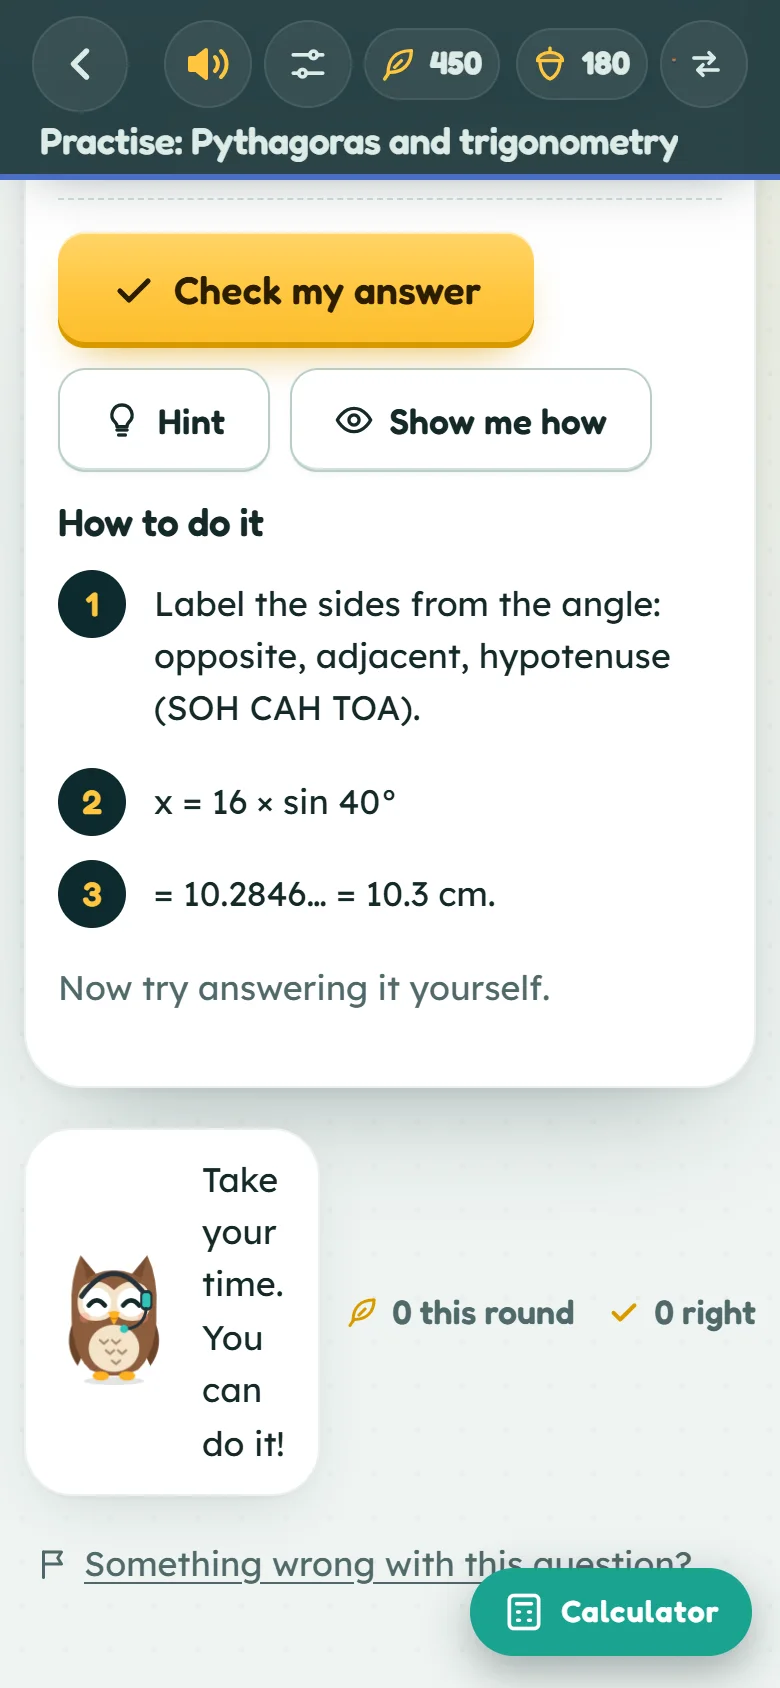 450
180
Practise: Pythagoras and trigonometry
Check my answer
Hint
Show me how
How to do it
1
Label the sides from the angle:
opposite, adjacent, hypotenuse
(SOH CAH TOA).
2
x = 16 × sin 40°
3
= 10.2846… = 10.3 cm.
Now try answering it yourself.
Take
your
time.
You
can
do it!
0 this round
0 right
Something wrong with this question?
Calculator